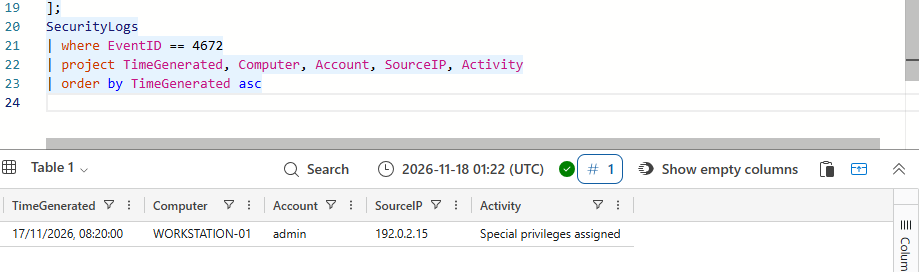 19 ];
20 SecurityLogs
21 | where EventID == 4672
22 | project TimeGenerated, Computer, Account, SourceIP, Activity
23 | order by TimeGenerated asc
24
Table 1 Search 2026-11-18 01:22 (UTC) # 1 Show empty columns
TimeGenerated Computer Account SourceIP Activity
17/11/2026, 08:20:00 WORKSTATION-01 admin 192.0.2.15 Special privileges assigned